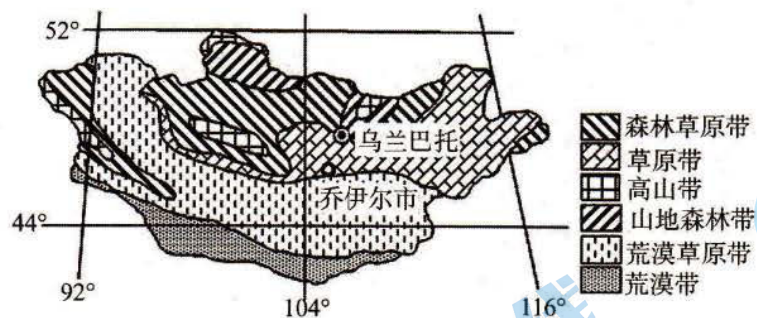 52°
乌兰巴托
乔伊尔市
44°
92°
104°
116°
森林草原带
草原带
高山带
山地森林带
荒漠草原带
荒漠带